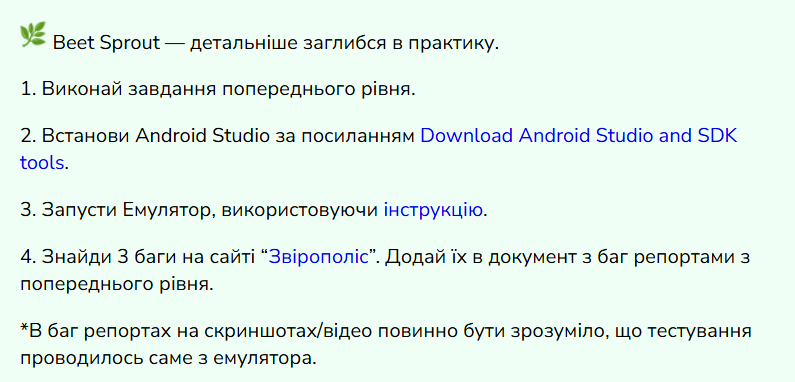 Beet Sprout — детальніше заглибся в практику.
1. Виконай завдання попереднього рівня.
2. Встанови Android Studio за посиланням Download Android Studio and SDK
tools.
3. Запусти Емулятор, використовуючи інструкцію.
4. Знайди 3 баги на сайті “Звірополіс”. Додай їх в документ з баг репортами з
попереднього рівня.
*В баг репортах на скриншотах/відео повинно бути зрозуміло, що тестування
проводилось саме з емулятора.